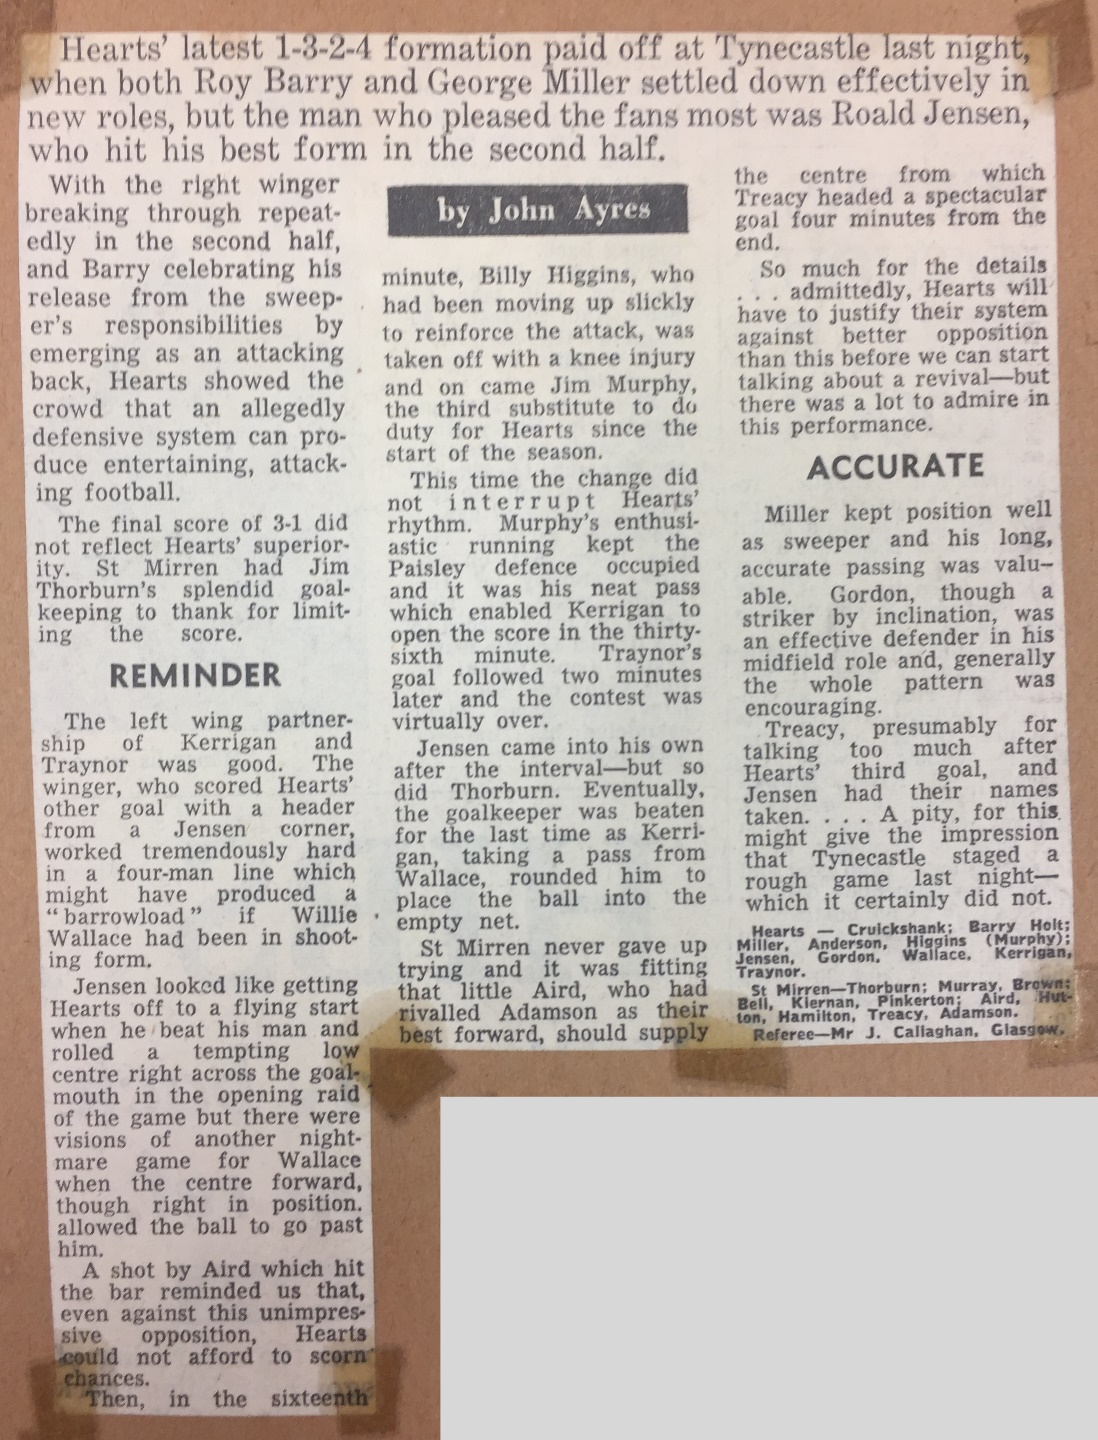 Hearts' latest 1-3-2-4 formation paid off at Tynecastle last night,
when both Roy Barry and George Miller settled down effectively in
new roles, but the man who pleased the fans most was Roald Jensen,
who hit his best form in the second half.
With the right winger
breaking through repeat-
edly in the second half,
and Barry celebrating his
release from the sweep-
er's responsibilities by
emerging as an attacking
back, Hearts showed the
crowd that an allegedly
defensive system can pro-
duce entertaining, attack-
ing football.
The final score of 3-1 did
not reflect Hearts' superior-
ity. St Mirren had Jim
Thorburn's splendid goal-
keeping to thank for limit-
ing the score.
REMINDER
The left wing partner-
ship of Kerrigan and
Traynor was good. The
winger, who scored Hearts'
other goal with a header
from a Jensen corner,
worked tremendously hard
in a four-man line which
might have produced a
"barrowload" if Willie
Wallace had been in shoot-
ing form.
Jensen looked like getting
Hearts off to a flying start
when he beat his man and
rolled a tempting low
centre right across the goal-
mouth in the opening raid
of the game but there were
visions of another night-
mare game for Wallace
when the centre forward,
though right in position.
allowed the ball to go past
him.
A shot by Aird which hit
the bar reminded us that,
even against this unimpres-
sive opposition, Hearts
could not afford to scorn
chances.
Then, in the sixteenth
by John Ayres
minute, Billy Higgins, who
had been moving up slickly
to reinforce the attack, was
taken off with a knee injury
and on came Jim Murphy,
the third substitute to do
duty for Hearts since the
start of the season.
This time the change did
not interrupt Hearts'
rhythm. Murphy's enthusi-
astic running kept the
Paisley defence occupied
and it was his neat pass
which enabled Kerrigan to
open the score in the thirty-
sixth minute. Traynor's
goal followed two minutes
later and the contest was
virtually over.
Jensen came into his own
after the interval—but so
did Thorburn. Eventually,
the goalkeeper was beaten
for the last time as Kerri-
gan, taking a pass from
Wallace, rounded him to
place the ball into the
empty net.
St Mirren never gave up
trying and it was fitting
that little Aird, who had
rivalled Adamson as their
best forward, should supply
the centre from which
Treacy headed a spectacular
goal four minutes from the
end.
So much for the details
. . . admittedly, Hearts will
have to justify their system
against better opposition
than this before we can start
talking about a revival—but
there was a lot to admire in
this performance.
ACCURATE
Miller kept position well
as sweeper and his long,
accurate passing was valu-
able. Gordon, though a
striker by inclination, was
an effective defender in his
midfield role and, generally
the whole pattern was
encouraging.
Treacy, presumably for
talking too much after
Hearts' third goal, and
Jensen had their names
taken. . . . A pity, for this
might give the impression
that Tynecastle staged a
rough game last night—
which it certainly did not.
Hearts — Cruickshank; Barry Holt;
Miller, Anderson, Higgins (Murphy);
Jensen, Gordon, Wallace, Kerrigan,
Traynor.
St Mirren—Thorburn; Murray, Brown;
Bell, Kiernan, Pinkerton; Aird, Hut-
ton, Hamilton, Treacy, Adamson.
Referee—Mr J. Callaghan, Glasgow.